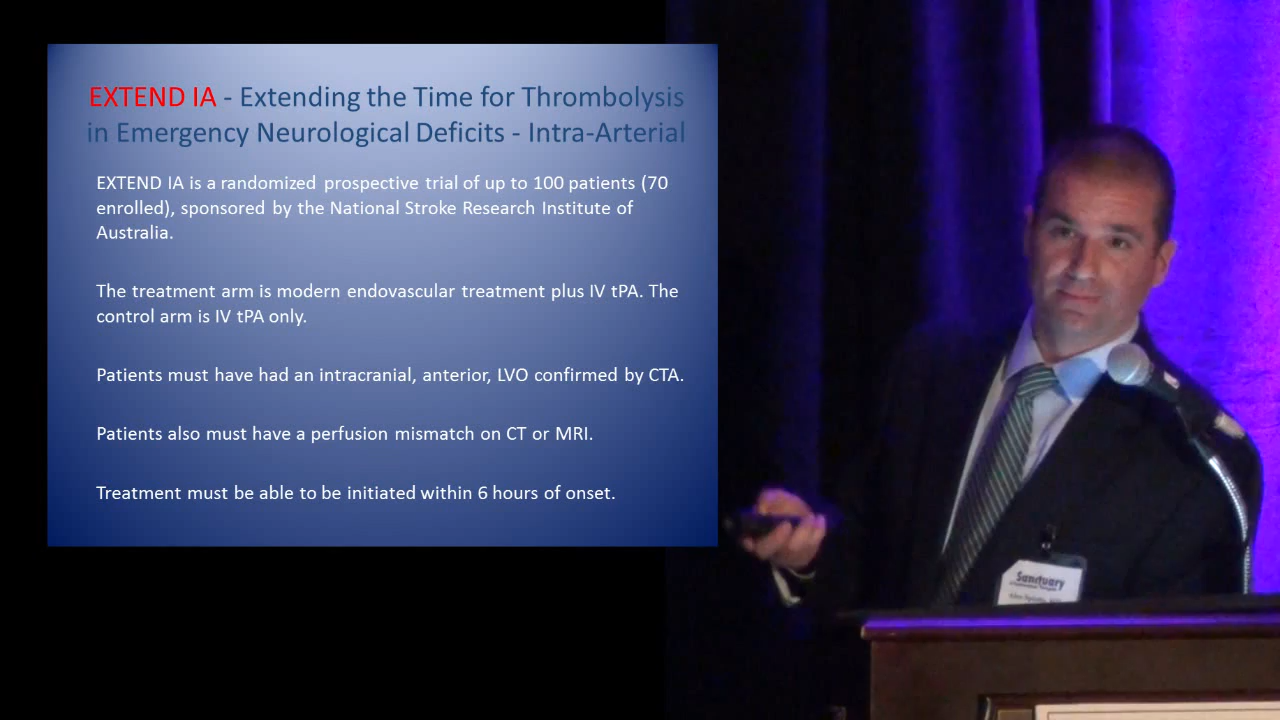 EXTEND IA - Extending the Time for Thrombolysis
in Emergency Neurological Deficits - Intra-Arterial
EXTEND IA is a randomized prospective trial of up to 100 patients (70
enrolled), sponsored by the National Stroke Research Institute of
Australia.
The treatment arm is modern endovascular treatment plus IV tPA. The
control arm is IV tPA only.
Patients must have had an intracranial, anterior, LVO confirmed by CTA.
Patients also must have a perfusion mismatch on CT or MRI.
Treatment must be able to be initiated within 6 hours of onset.
Sanctuary